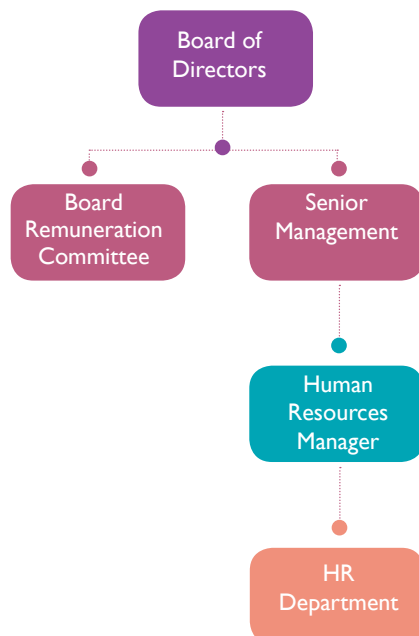 Board of
Directors
Board
Remuneration
Committee
Senior
Management
Human
Resources
Manager
HR
Department